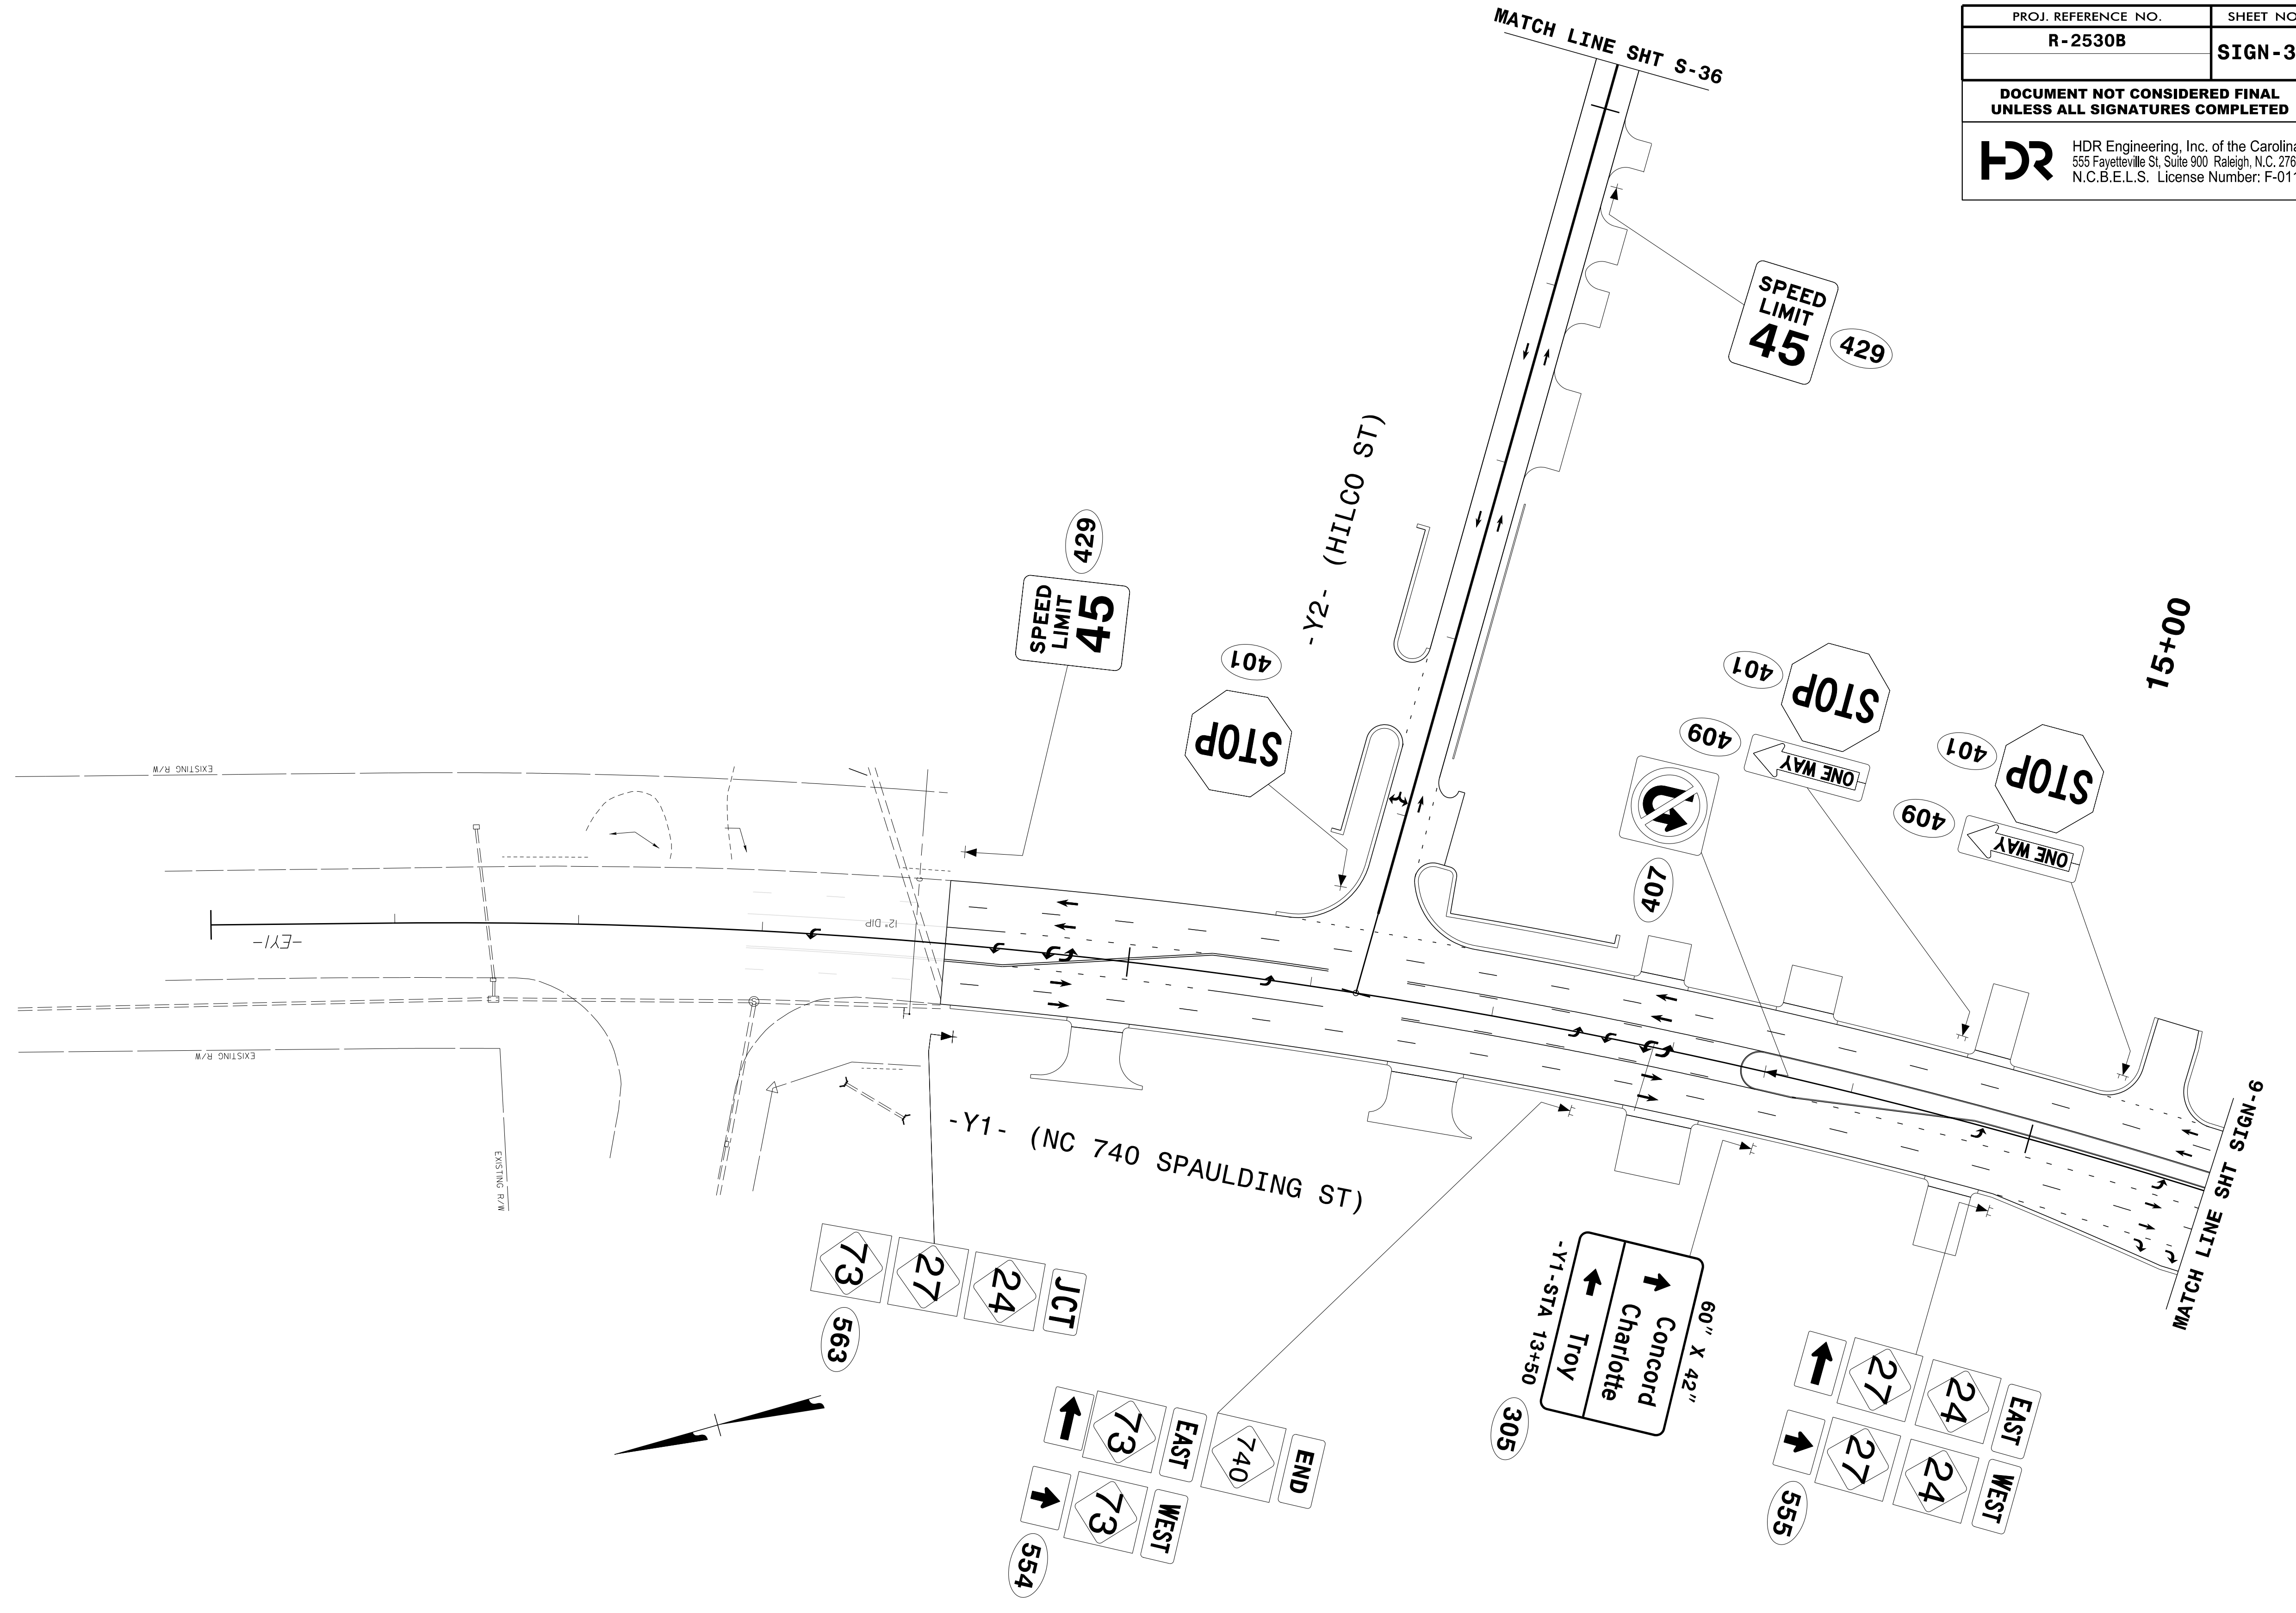 PROJ. REFERENCE NO.
SHEET NO
R-2530B
SIGN-3
DOCUMENT NOT CONSIDERED FINAL
UNLESS ALL SIGNATURES COMPLETED
HDR
HDR Engineering, Inc. of the Carolina
555 Fayetteville St, Suite 900 Raleigh, N.C. 276
N.C.B.E.L.S. License Number: F-011
MATCH LINE SHT S-36
SPEED
LIMIT
45
429
-Y2- (HILCO ST)
429
SPEED
LIMIT
45
401
STOP
401
STOP
409
ONE WAY
401
STOP
409
ONE WAY
407
15+00
EXISTING R/W
-EY1-
12" DIP
EXISTING R/W
EXISTING R/W
-Y1- (NC 740 SPAULDING ST)
MATCH LINE SHT SIGN-6
JCT
24
27
73
563
END
740
EAST
73
WEST
73
554
60" X 42"
Concord
Charlotte
Troy
-Y1-STA 13+50
305
EAST
24
27
WEST
24
27
555